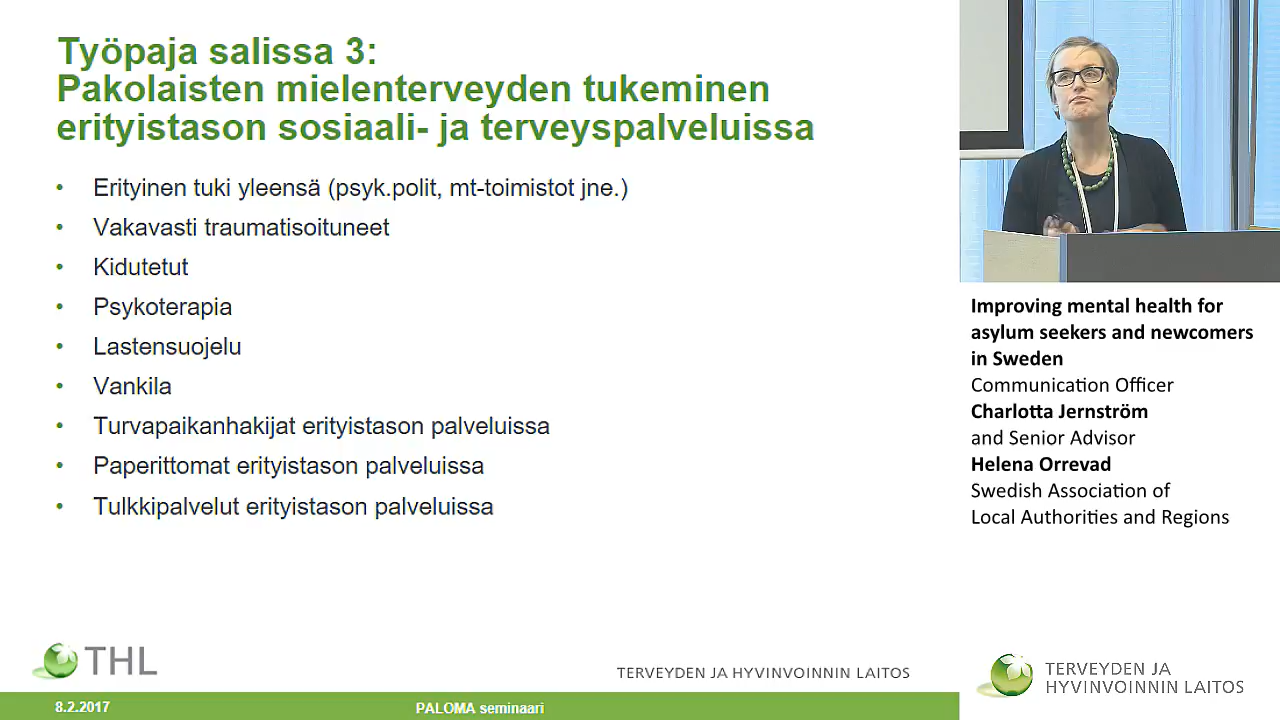 Työpaja salissa 3:
Pakolaisten mielenterveyden tukeminen
erityistason sosiaali- ja terveyspalveluissa
• Erityinen tuki yleensä (psyk.polit, mt-toimistot jne.)
• Vakavasti traumatisoituneet
• Kidutetut
• Psykoterapia
• Lastensuojelu
• Vankila
• Turvapaikanhakijat erityistason palveluissa
• Paperittomat erityistason palveluissa
• Tulkkipalvelut erityistason palveluissa
THL
TERVEYDEN JA HYVINVOINNIN LAITOS
8.2.2017
PALOMA seminaari
Improving mental health for
asylum seekers and newcomers
in Sweden
Communication Officer
Charlotta Jernström
and Senior Advisor
Helena Orrevad
Swedish Association of
Local Authorities and Regions
TERVEYDEN JA
HYVINVOINNIN LAITOS